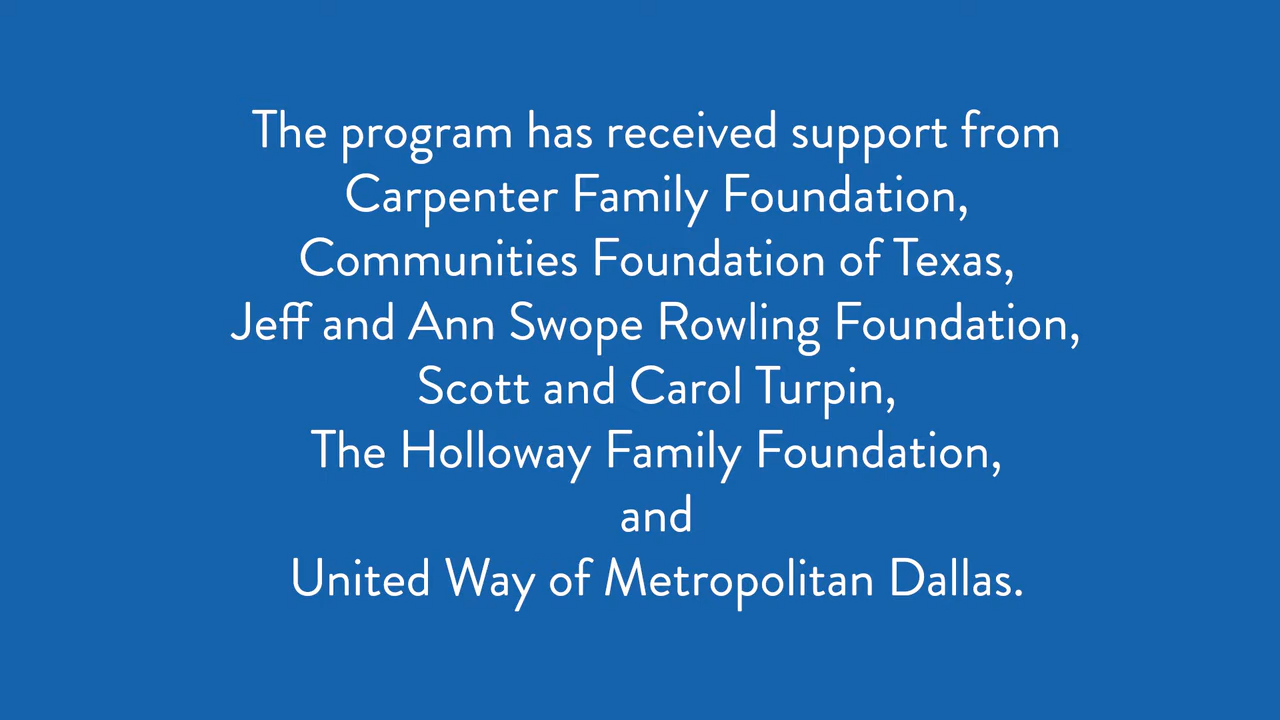 The program has received support from
Carpenter Family Foundation,
Communities Foundation of Texas,
Jeff and Ann Swope Rowling Foundation,
Scott and Carol Turpin,
The Holloway Family Foundation,
and
United Way of Metropolitan Dallas.